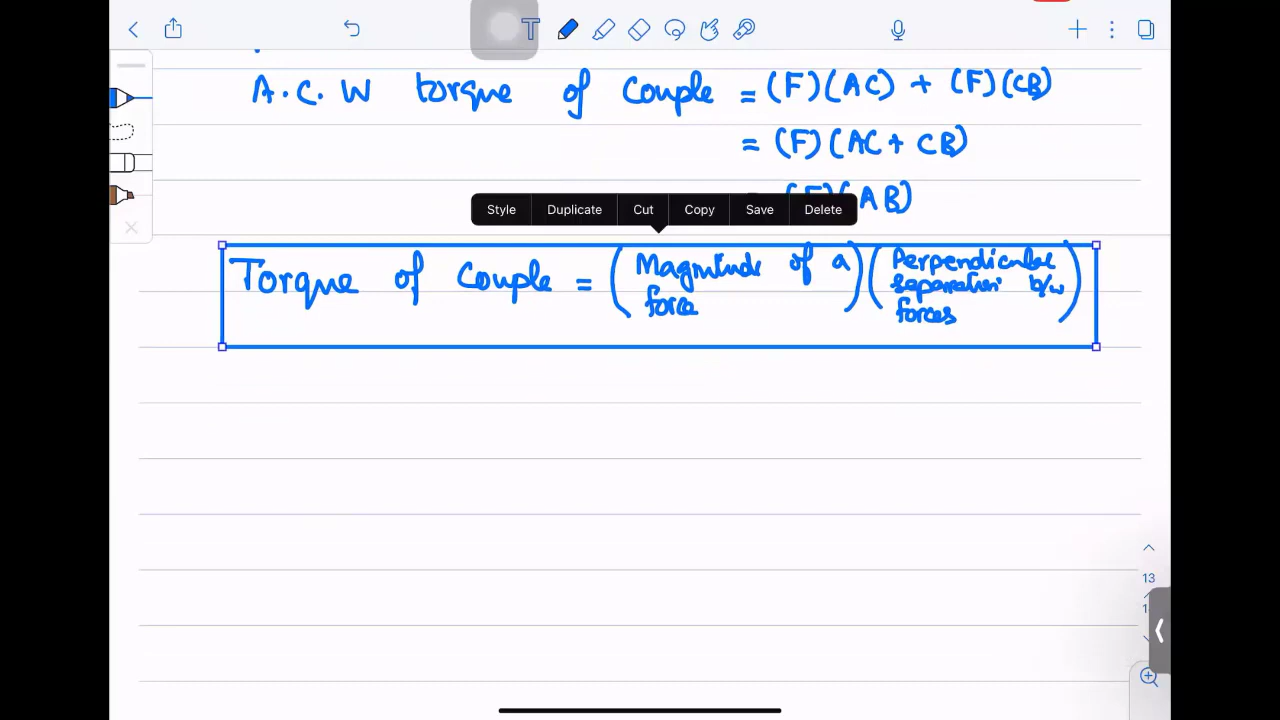 T
A.C.W torque of couple = (F)(AC) + (F)(CB)
= (F)(AC + CB)
(F)(AB)
Style Duplicate Cut Copy Save Delete
Torque of couple = (Magnitude of a force)(Perpendicular separation b/w forces)
13